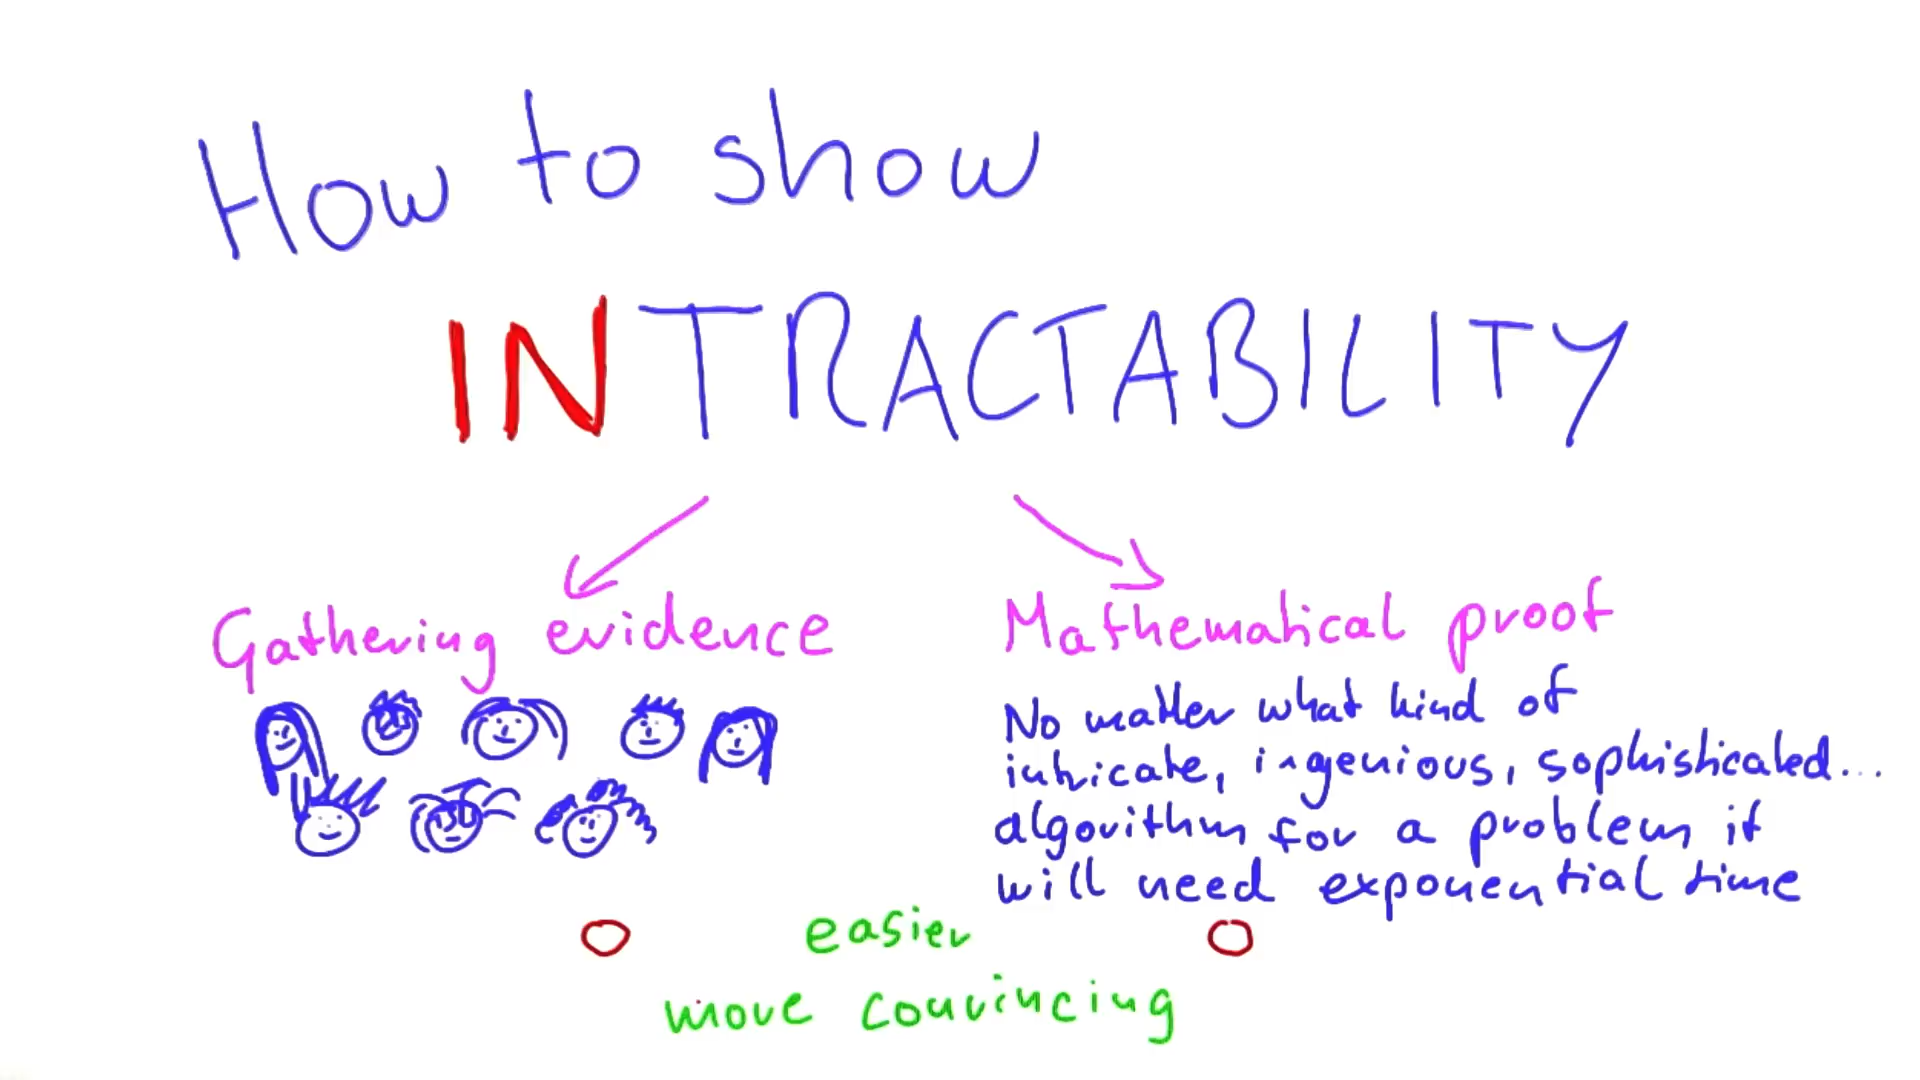 How to show
INTRACTABILITY
Gathering evidence
Mathematical proof
No matter what kind of
intricate, ingenious, sophisticated...
algorithm for a problem it
will need exponential time
easier
more convincing